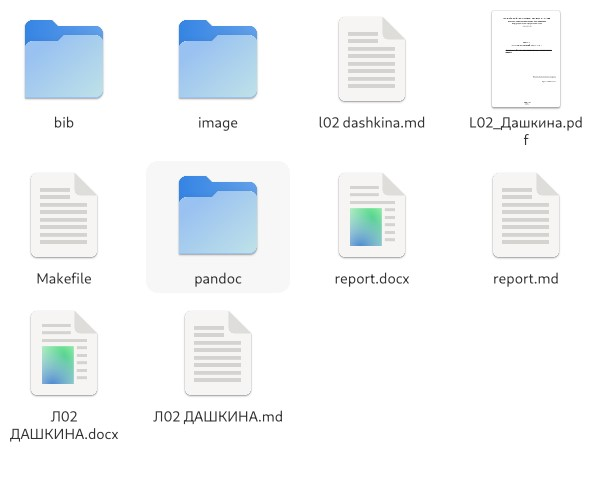 bib
image
l02 dashkina.md
L02_Дашкина.pd
f
Makefile
pandoc
report.docx
report.md
Л02
ДАШКИНА.docx
Л02 ДАШКИНА.md